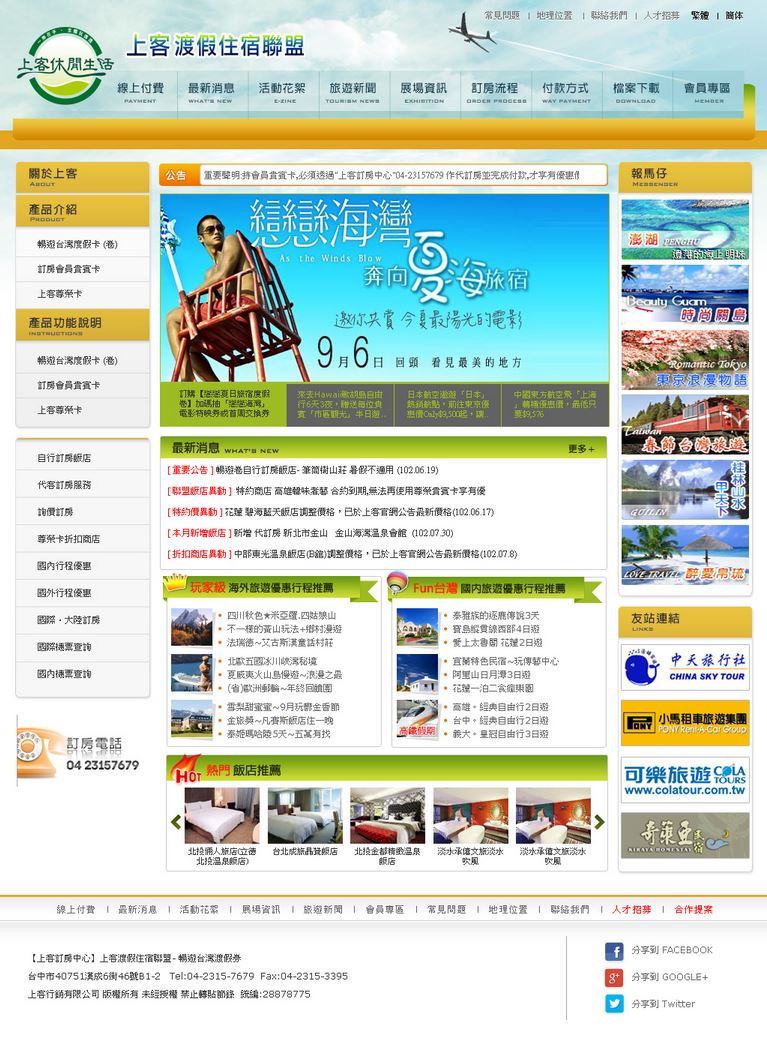 常見問題 | 地理位置 | 聯絡我們 | 人才招募 繁體 | 簡体
上客休閒生活
上客渡假住宿聯盟
線上付費 最新消息 活動花絮 旅遊新聞 展場資訊 訂房流程 付款方式 檔案下載 會員專區
PAYMENT WHAT'S NEW E-ZINE TOURISM NEWS EXHIBITION ORDER PROCESS WAY PAYMENT DOWNLOAD MEMBER
關於上客
ABOUT
產品介紹
PRODUCT
暢遊台灣度假卡 (卷)
訂房會員貴賓卡
上客尊榮卡
產品功能說明
INSTRUCTIONS
暢遊台灣度假卡 (卷)
訂房會員貴賓卡
上客尊榮卡
自行訂房飯店
代客訂房服務
詢價訂房
尊榮卡折扣商店
國內行程優惠
國外行程優惠
國際・大陸訂房
國際機票查詢
國內機票查詢
訂房電話
04 23157679
公告 重要聲明:持會員貴賓卡,必須透過"上客訂房中心"04-23157679 作代訂房並完成付款,才享有優惠價
戀戀海灣
As the Winds Blow
奔向夏海旅宿
邀你共賞 今夏最陽光的電影
9月6日 回頭 看見最美的地方
訂購【戀戀夏日旅宿度假
卷】加碼抽「戀戀海灣」
電影特映券或首周交換券
來去Hawaii歐胡島自由
行6天3夜，贈送每位貴
賓「市區觀光」半日遊..
日本航空遨遊「日本」
熱銷航點，前往東京優
惠價Only$9,500起，讓..
中國東方航空飛「上海
」機機優惠價，最低只
要$9,576
最新消息 WHAT'S NEW 更多+
[ 重要公告 ] 暢遊卷自行訂房飯店- 筆筒樹山莊 暑假不適用 (102.06.19)
[ 聯盟飯店異動 ] 特約商店 高雄韓味滏藝 合約到期,無法再使用尊榮貴賓卡享有優
[ 特約價異動 ] 花蓮 碧海藍天飯店調整價格，已於上客官網公告最新價格(102.06.17)
[ 本月新增飯店 ] 新增 代訂房 新北市金山 金山海灣溫泉會館 (102.07.30)
[ 折扣商店異動 ] 中部東光溫泉飯店(B館)調整價格，已於上客官網公告最新價格(102.07.8)
玩家級 海外旅遊優惠行程推薦
四川秋色★米亞羅.四姑娘山
不一樣的黃山玩法+鄉村漫遊
法瑞德~艾古斯漢童話村莊
北歐五國冰川峽灣秘境
夏威夷火山島慢遊~浪漫之最
(省)歐洲郵輪~年終回饋團
雪梨甜蜜蜜~9月玩轡金香節
金旅獎~凡賽斯飯店住一晚
泰姬瑪哈陵5天~五萬有找
Fun台灣 國內旅遊優惠行程推薦
泰雅族的逐鹿傳說3天
寶島縱貫線西部4日遊
愛上太魯閣 花蓮2日遊
宜蘭特色民宿~玩傳藝中心
阿里山日月潭3日遊
花蓮一泊二食瘋樂園
高鐵假期
高雄。經典自由行2日遊
台中。經典自由行2日遊
義大。皇冠自由行3日遊
HOT 熱門 飯店推薦
北投儷人旅店(立德
北投溫泉飯店)
台北成旅晶贊飯店
北投金都精緻溫泉
飯店
淡水承億文旅淡水
吹風
淡水承億文旅淡水
吹風
報馬仔
MESSENGER
澎湖 PENGHU
遺落的海上明珠
Beauty Guam
時尚關島
Romantic Tokyo
東京浪漫物語
Taiwan
春節台灣旅遊
桂林山水甲天下
GUILIN
LOVE TRAVEL 醉愛帛琉
友站連結
LINKS
中天旅行社
CHINA SKY TOUR
PONY 小馬租車旅遊集團
PONY Rent-A-Car Group
可樂旅遊 COLA TOURS
www.colatour.com.tw
奇萊亞民宿
KIRAYA HOMESTAY
線上付費 | 最新消息 | 活動花絮 | 展場資訊 | 旅遊新聞 | 會員專區 | 常見問題 | 地理位置 | 聯絡我們 | 人才招募 | 合作提案
【上客訂房中心】上客渡假住宿聯盟- 暢遊台灣渡假券
台中市40751漢成6街46號B1-2 Tel:04-2315-7679 Fax:04-2315-3395
上客行銷有限公司 版權所有 未經授權 禁止轉貼節錄 統編:28878775
分享到 FACEBOOK
分享到 GOOGLE+
分享到 Twitter